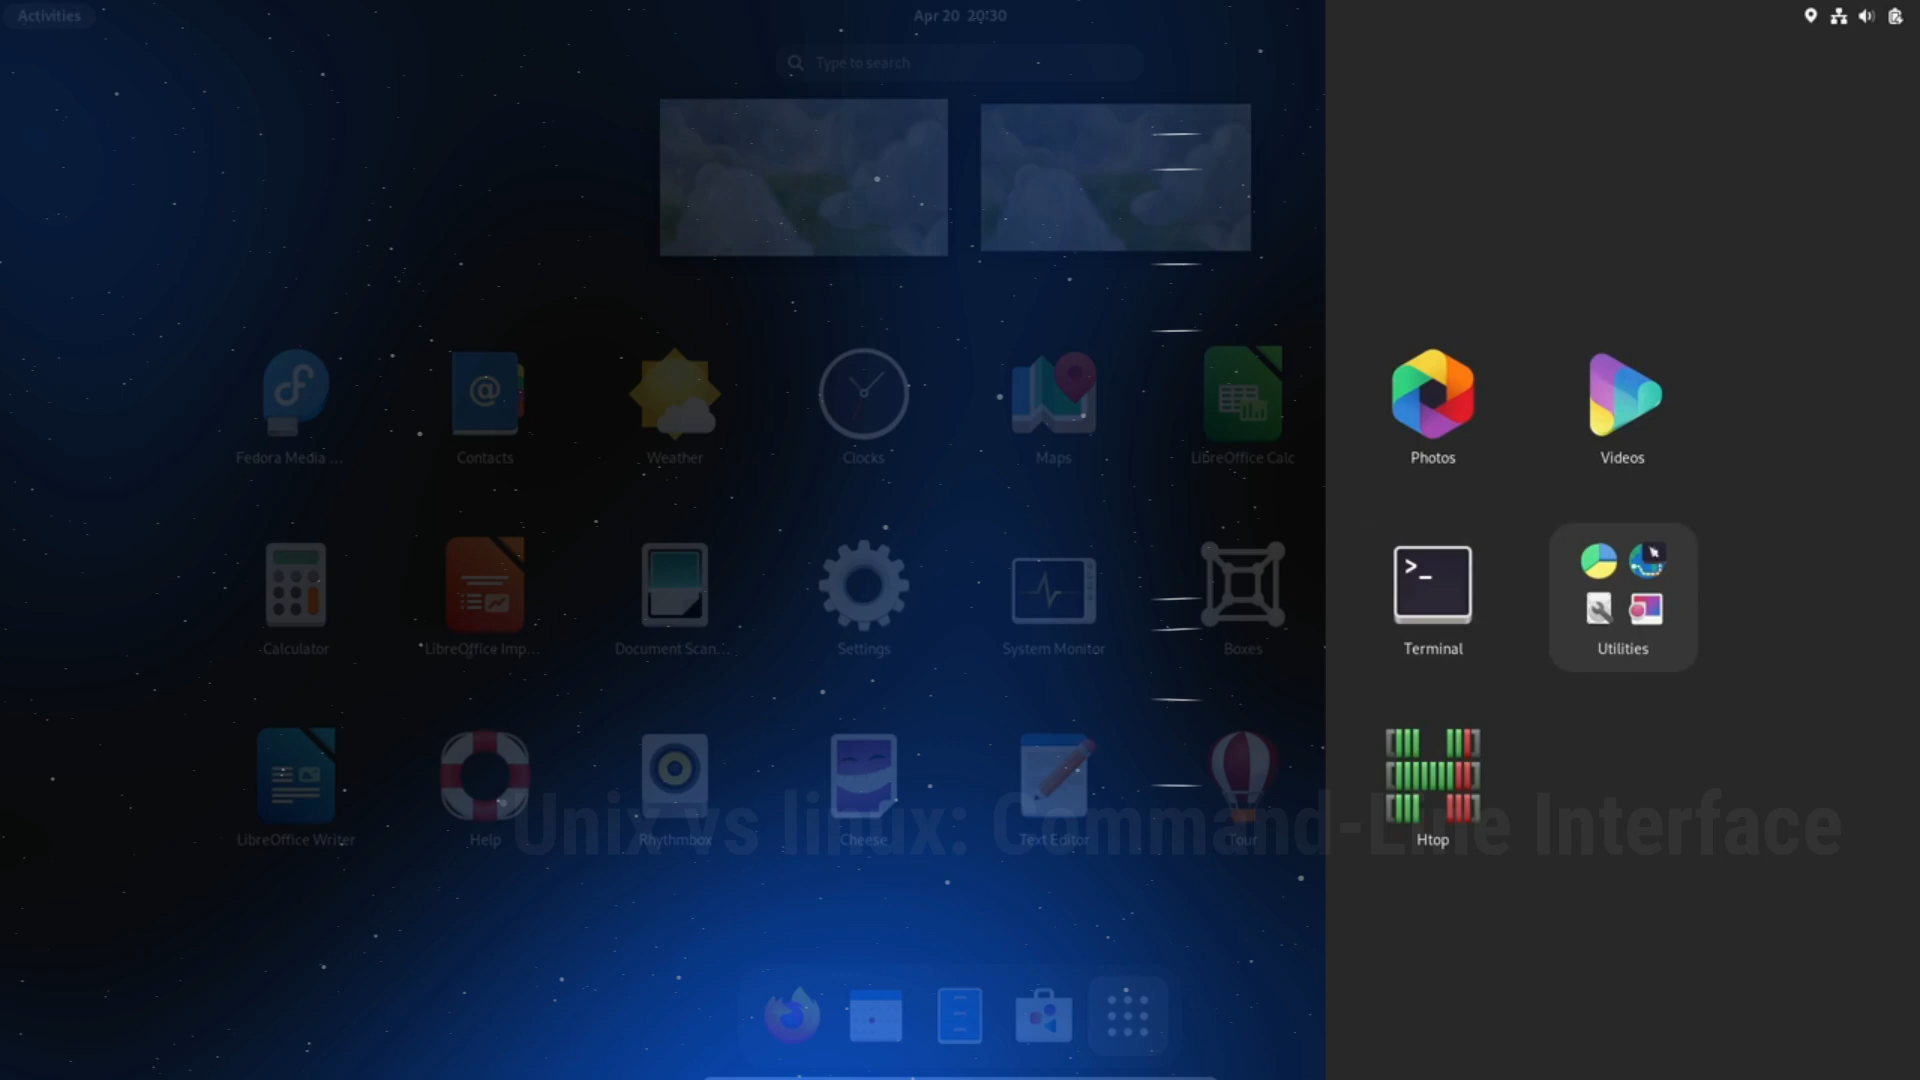 Activities
Apr 20 20:30
Type to search
Fedora Media ...
Contacts
Weather
Clocks
Maps
LibreOffice Calc
Photos
Videos
Calculator
LibreOffice Imp...
Document Scan...
Settings
System Monitor
Boxes
Terminal
Utilities
LibreOffice Writer
Help
Rhythmbox
Cheese
Text Editor
Tour
Htop
Unix vs linux: Command-Line Interface